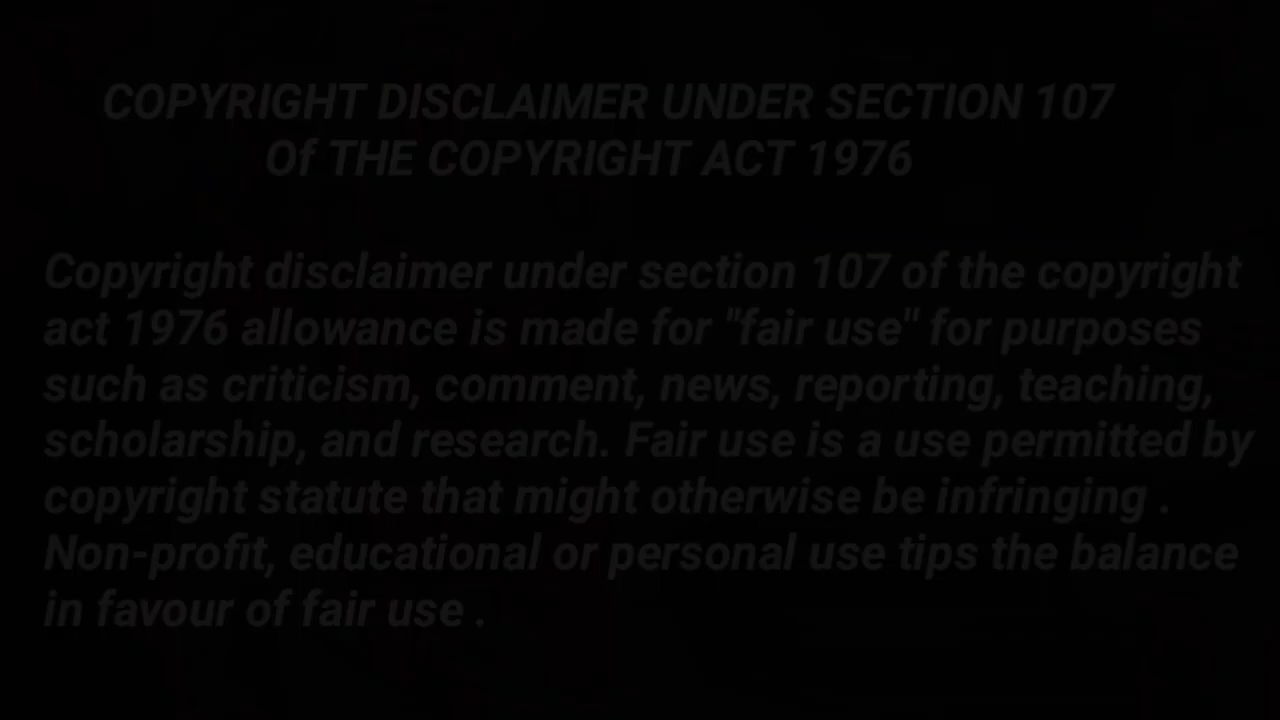 COPYRIGHT DISCLAIMER UNDER SECTION 107
Of THE COPYRIGHT ACT 1976
Copyright disclaimer under section 107 of the copyright
act 1976 allowance is made for "fair use" for purposes
such as criticism, comment, news, reporting, teaching,
scholarship, and research. Fair use is a use permitted by
copyright statute that might otherwise be infringing .
Non-profit, educational or personal use tips the balance
in favour of fair use .